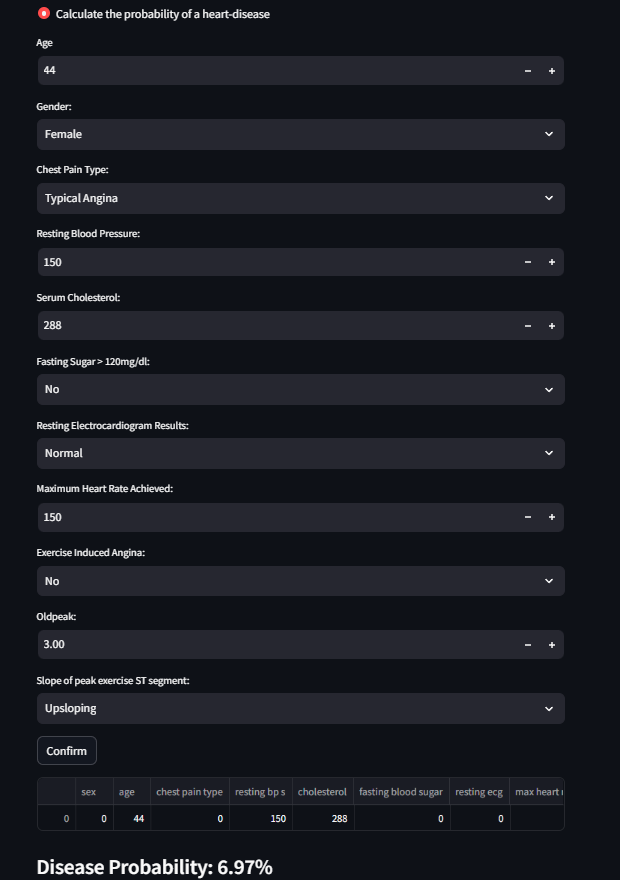 Calculate the probability of a heart-disease
Age
44
Gender:
Female
Chest Pain Type:
Typical Angina
Resting Blood Pressure:
150
Serum Cholesterol:
288
Fasting Sugar > 120mg/dl:
No
Resting Electrocardiogram Results:
Normal
Maximum Heart Rate Achieved:
150
Exercise Induced Angina:
No
Oldpeak:
3.00
Slope of peak exercise ST segment:
Upsloping
Confirm
sex age chest pain type resting bp s cholesterol fasting blood sugar resting ecg max heart
0 0 44 0 150 288 0 0
Disease Probability: 6.97%